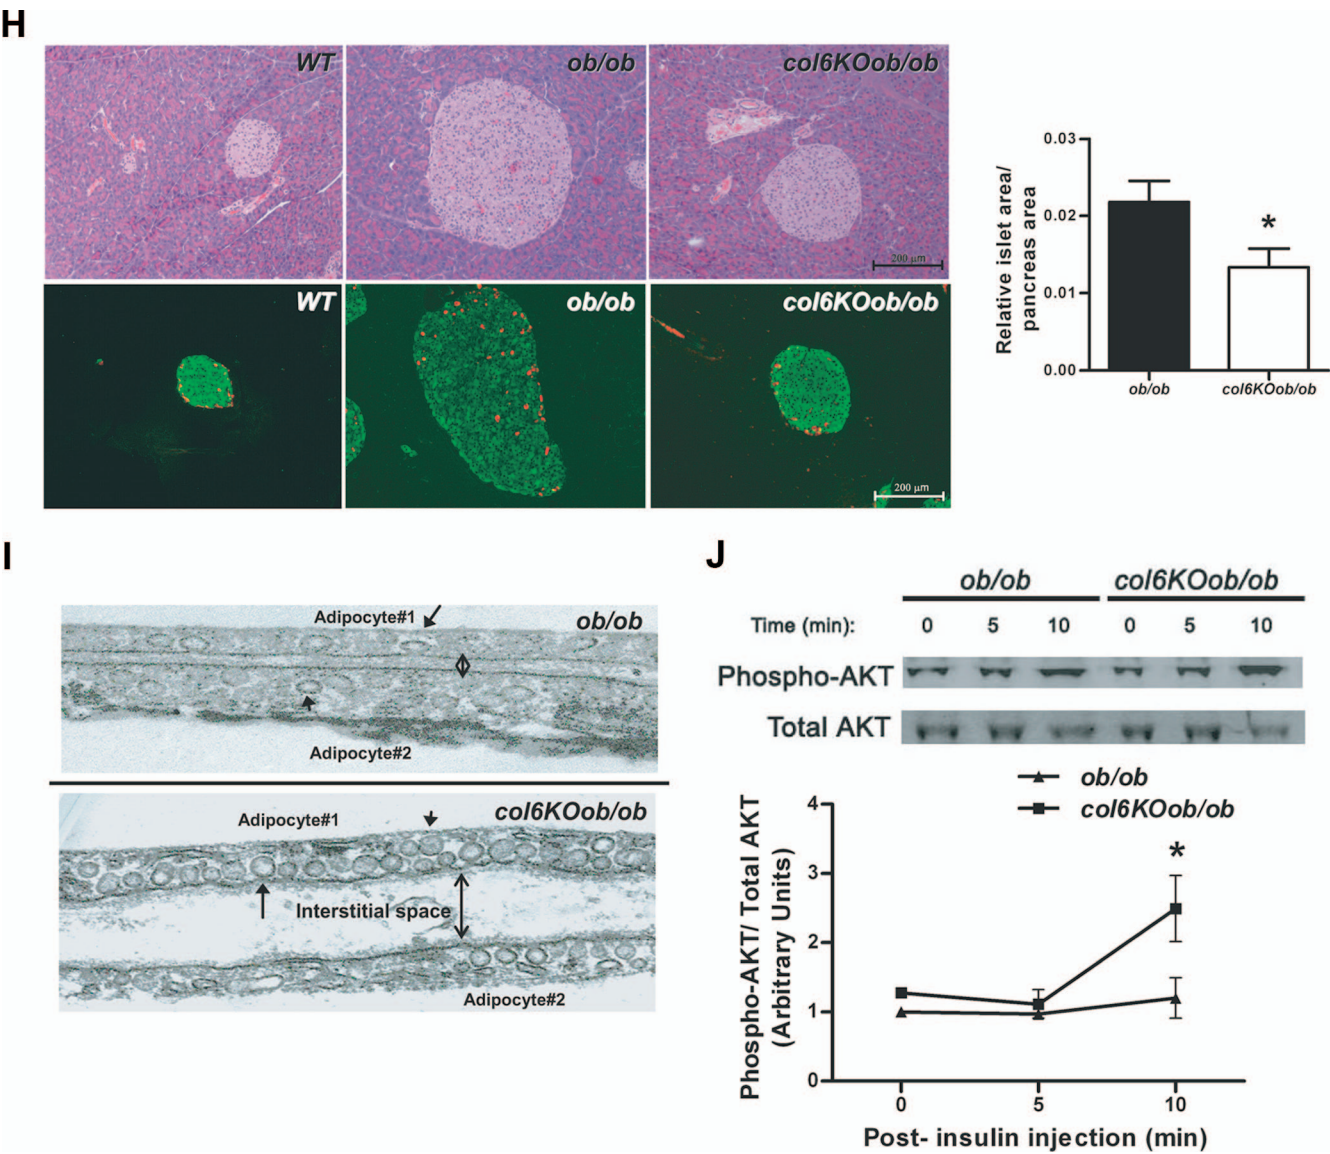 H
WT
ob/ob
col6KOob/ob
200 µm
WT
ob/ob
col6KOob/ob
200 µm
0.03
0.02
0.01
0.00
Relative islet area/
pancreas area
*
ob/ob
col6KOob/ob
I
Adipocyte#1
ob/ob
Adipocyte#2
Adipocyte#1
col6KOob/ob
Interstitial space
Adipocyte#2
J
ob/ob
col6KOob/ob
Time (min):
0
5
10
0
5
10
Phospho-AKT
Total AKT
ob/ob
col6KOob/ob
Phospho-AKT/ Total AKT
(Arbitrary Units)
4
3
2
1
0
*
0
5
10
Post- insulin injection (min)